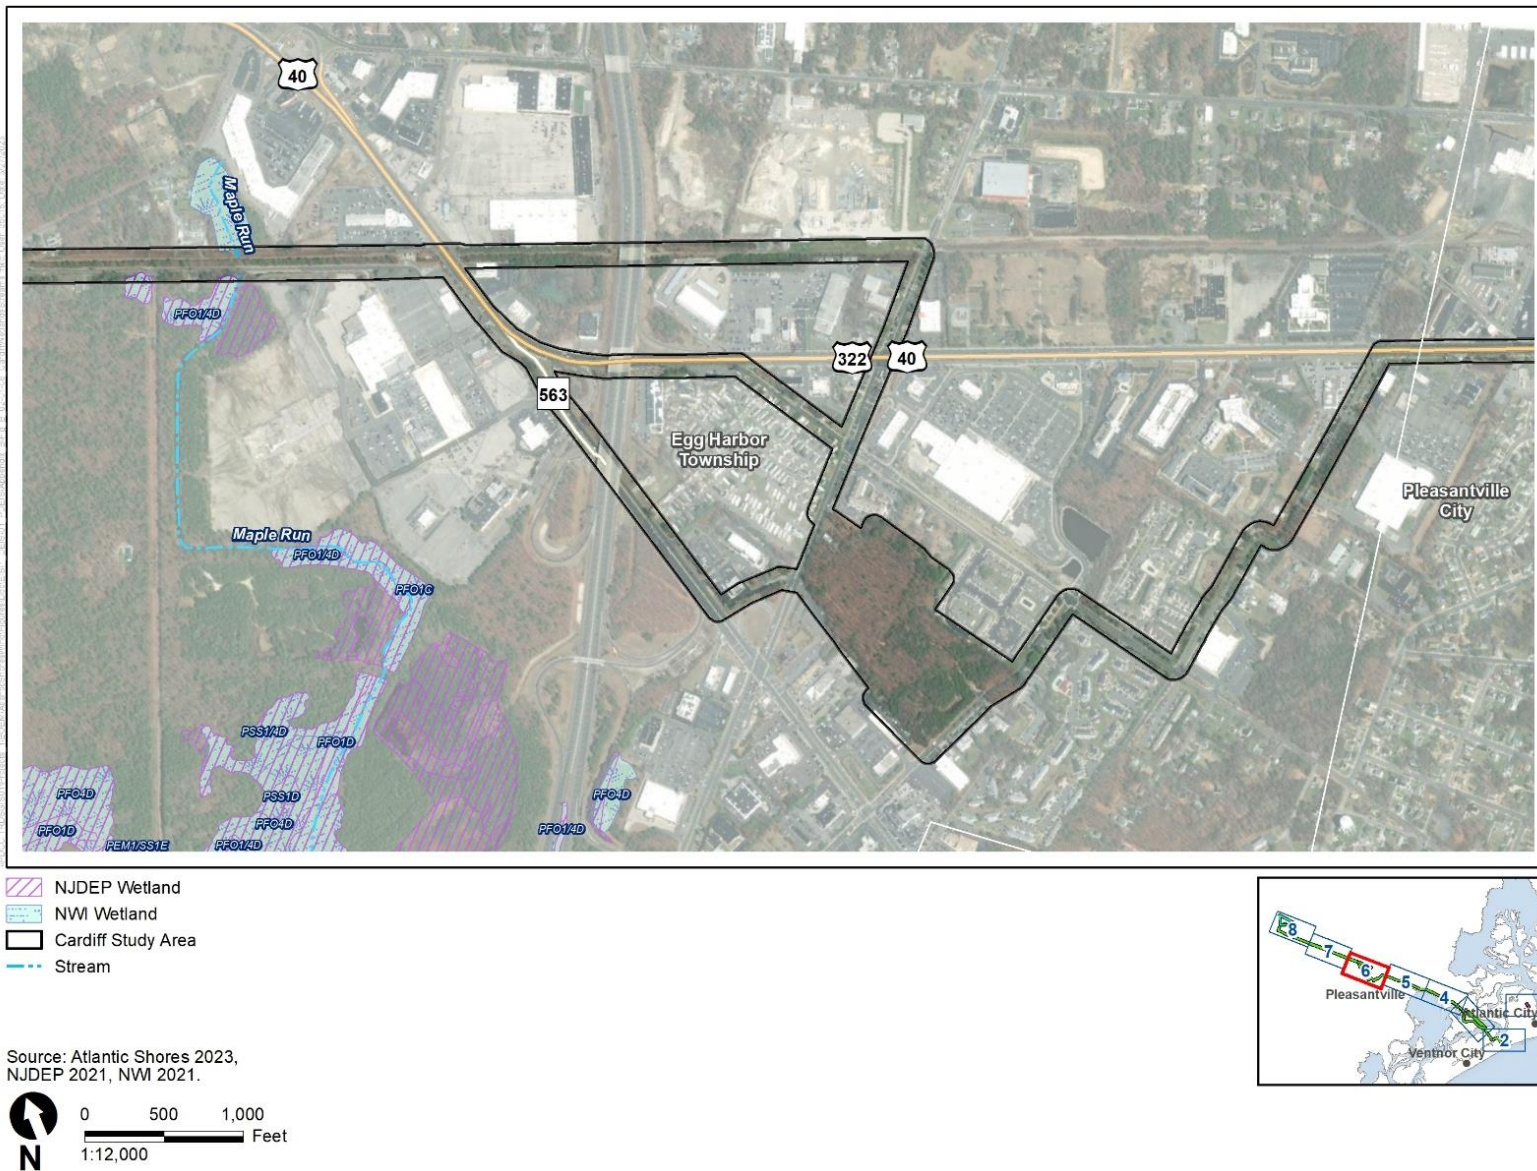 40
Maple Run
PFO1/4D
322
40
563
Egg Harbor
Township
Pleasantville
City
Maple Run
PFO1/4D
PFO1C
PSS1/4D
PFO1D
PFO4D
PSS1D
PFO4D
PFO4D
PFO1D
PEM1/SS1E
PFO1/4D
PFO1/4D
NJDEP Wetland
NWI Wetland
Cardiff Study Area
Stream
8
7
6
5
4
2
Pleasantville
Atlantic City
Ventnor City
Source: Atlantic Shores 2023,
NJDEP 2021, NWI 2021.
0 500 1,000
Feet
1:12,000
N